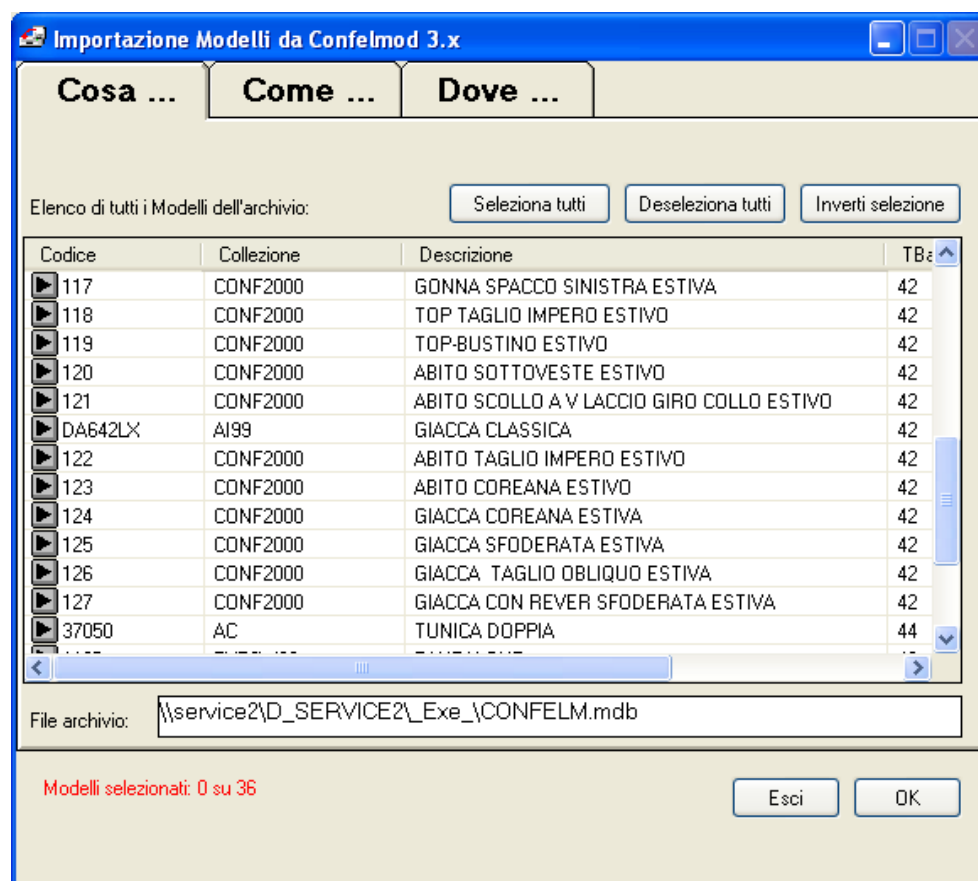 Importazione Modelli da Confelmod 3.x
Cosa ... Come ... Dove ...
Elenco di tutti i Modelli dell'archivio: Seleziona tutti Deseleziona tutti Inverti selezione
Codice Collezione Descrizione
117 CONF2000 GONNA SPACCO SINISTRA ESTIVA 42
118 CONF2000 TOP TAGLIO IMPERO ESTIVO 42
119 CONF2000 TOP-BUSTINO ESTIVO 42
120 CONF2000 ABITO SOTTOVESTE ESTIVO 42
121 CONF2000 ABITO SCOLLO A V LACCIO GIRO COLLO ESTIVO 42
DA642LX AI99 GIACCA CLASSICA 42
122 CONF2000 ABITO TAGLIO IMPERO ESTIVO 42
123 CONF2000 ABITO COREANA ESTIVO 42
124 CONF2000 GIACCA COREANA ESTIVA 42
125 CONF2000 GIACCA SFODERATA ESTIVA 42
126 CONF2000 GIACCA  TAGLIO OBLIQUO ESTIVA 42
127 CONF2000 GIACCA CON REVER SFODERATA ESTIVA 42
37050 AC TUNICA DOPPIA 44
File archivio: \\service2\D_SERVICE2\_Exe_\CONFELM.mdb
Modelli selezionati: 0 su 36
Esci OK